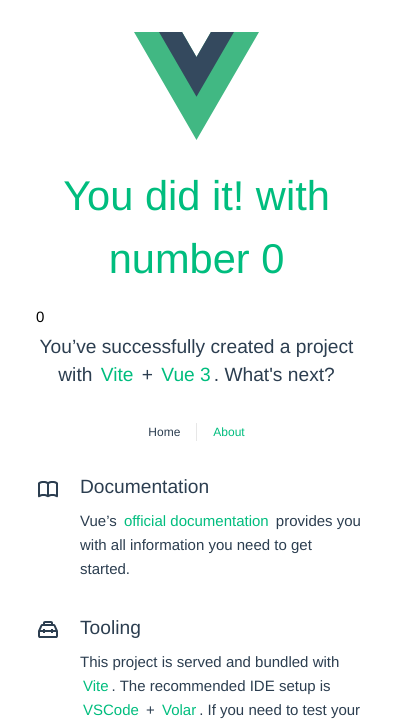 You did it! with
number 0
0
You’ve successfully created a project
with Vite + Vue 3. What's next?
Home
About
Documentation
Vue’s official documentation provides you
with all information you need to get
started.
Tooling
This project is served and bundled with
Vite. The recommended IDE setup is
VSCode + Volar. If you need to test your